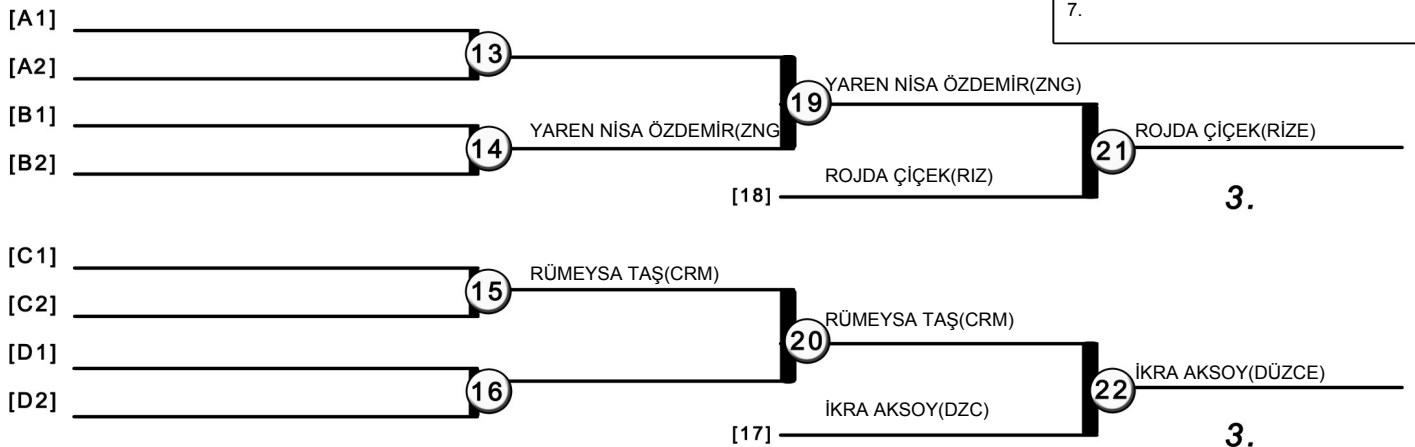 7.
[A1]
13
[A2]
YAREN NİSA ÖZDEMİR(ZNG)
19
[B1]
YAREN NİSA ÖZDEMİR(ZNG
14
ROJDA ÇİÇEK(RİZE)
21
[B2]
ROJDA ÇİÇEK(RIZ)
[18]
3.
[C1]
RÜMEYSA TAŞ(CRM)
15
[C2]
RÜMEYSA TAŞ(CRM)
20
[D1]
İKRA AKSOY(DÜZCE)
22
16
[D2]
İKRA AKSOY(DZC)
[17]
3.